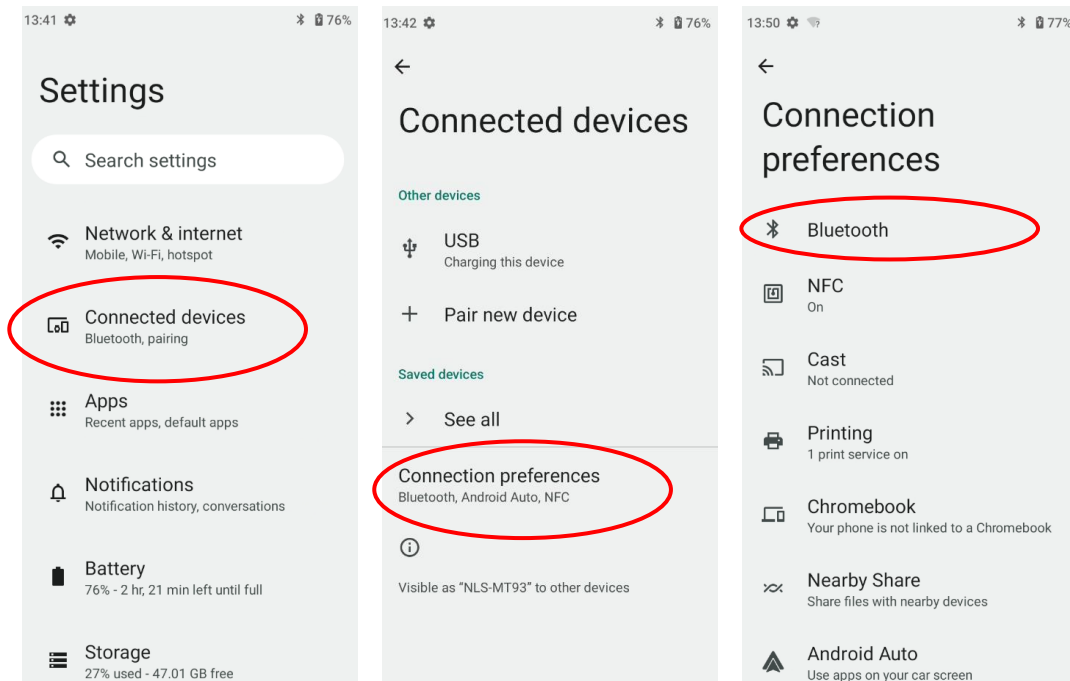 13:41 76%
Settings
Search settings
Network & internet
Mobile, Wi-Fi, hotspot
Connected devices
Bluetooth, pairing
Apps
Recent apps, default apps
Notifications
Notification history, conversations
Battery
76% - 2 hr, 21 min left until full
Storage
27% used - 47.01 GB free
13:42 76%
Connected devices
Other devices
USB
Charging this device
Pair new device
Saved devices
See all
Connection preferences
Bluetooth, Android Auto, NFC
Visible as “NLS-MT93” to other devices
13:50 77%
Connection
preferences
Bluetooth
NFC
On
Cast
Not connected
Printing
1 print service on
Chromebook
Your phone is not linked to a Chromebook
Nearby Share
Share files with nearby devices
Android Auto
Use apps on your car screen